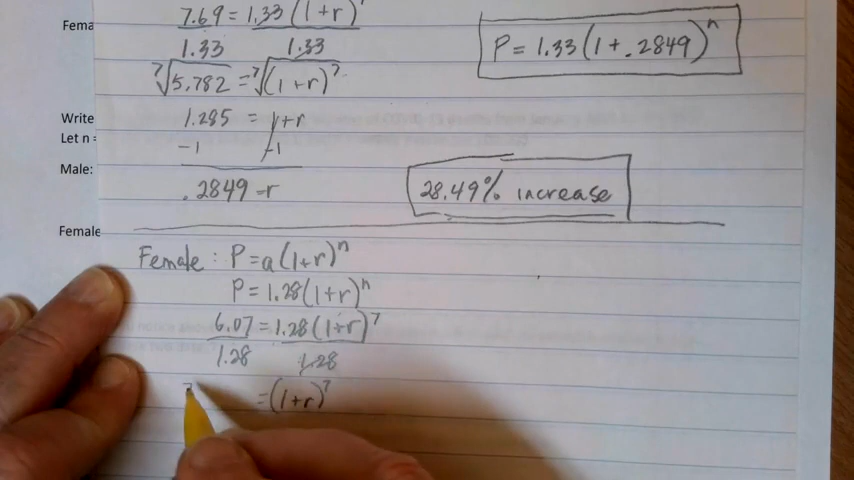 Fema
7.69 = 1.33 (1+r)⁷
1.33 1.33
P = 1.33 (1 + .2849)ⁿ
⁷√5.782 = ⁷√(1+r)⁷
Write
1.285 = 1+r
Let n =
-1 -1
Male:
.2849 = r
28.49% increase
Female
Female: P = a(1+r)ⁿ
P = 1.28(1+r)ⁿ
6.07 = 1.28(1+r)⁷
1.28 1.28
= (1+r)⁷